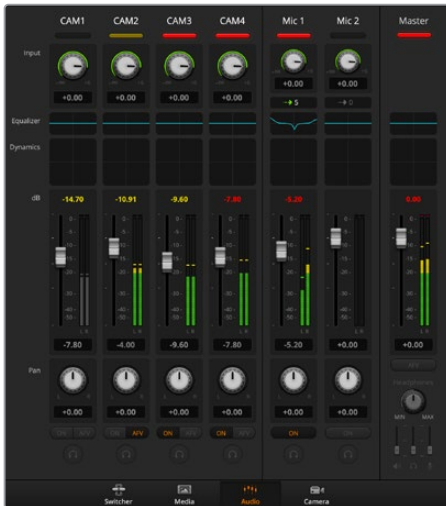 CAM1 CAM2 CAM3 CAM4 Mic 1 Mic 2 Master
Input
+0.00 +0.00 +0.00 +0.00 +0.00 +0.00
Equalizer
Dynamics
dB -14.70 -10.91 -9.60 -7.80 -5.20 0.00
-7.80 -4.00 -9.60 -7.80 -5.20 +0.00 +0.00
Pan
AFV
Headphones
L R L R L R L R L R L R
MIN MAX
+0.00 +0.00 +0.00 +0.00 +0.00 +0.00
ON AFV ON AFV ON AFV ON AFV ON ON
Switcher Media Audio Camera